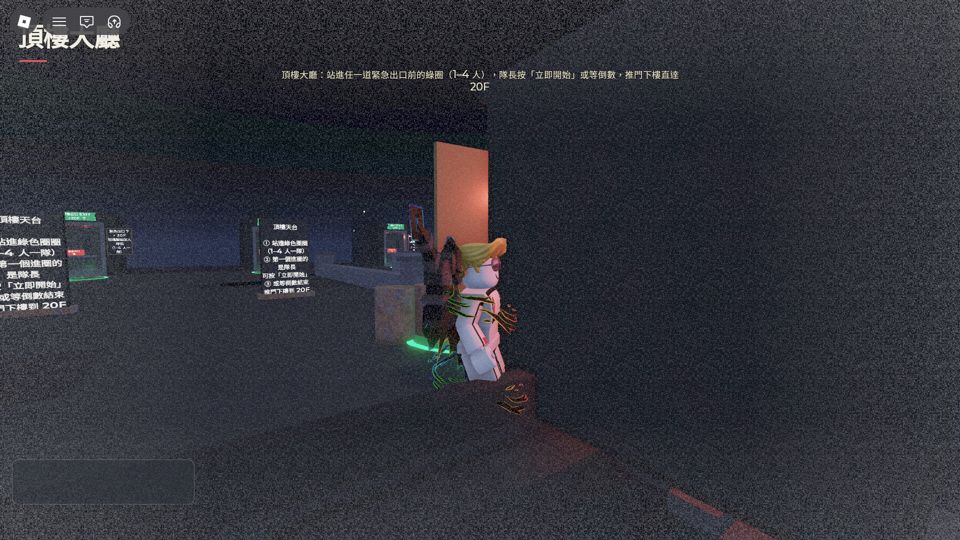 頂樓大廳
頂樓大廳：站進任一道緊急出口前的綠圈（1–4 人），隊長按「立即開始」或等倒數，推門下樓直達
20F
頂樓天台
站進綠色圈圈
–4 人一隊）
第一個進圈的
是隊長
「立即開始」
或等倒數結束
門下樓到 20F
頂樓天台
① 站進綠色圈圈
（1–4 人一隊）
② 第一個進圈的
是隊長
可按「立即開始」
③ 或等倒數結束
推門下樓到 20F